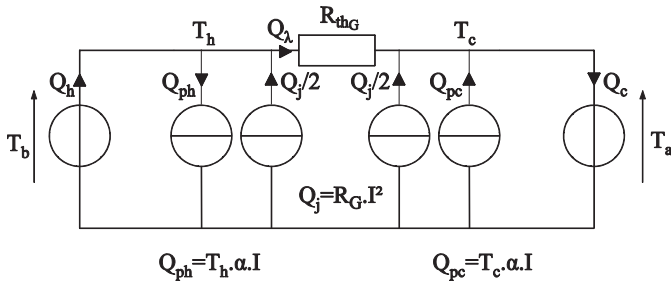 R_thG
T_h Q_λ T_c
Q_h Q_ph Q_j/2 Q_j/2 Q_pc Q_c
T_b T_a
Q_j=R_G.I²
Q_ph=T_h.α.I Q_pc=T_c.α.I